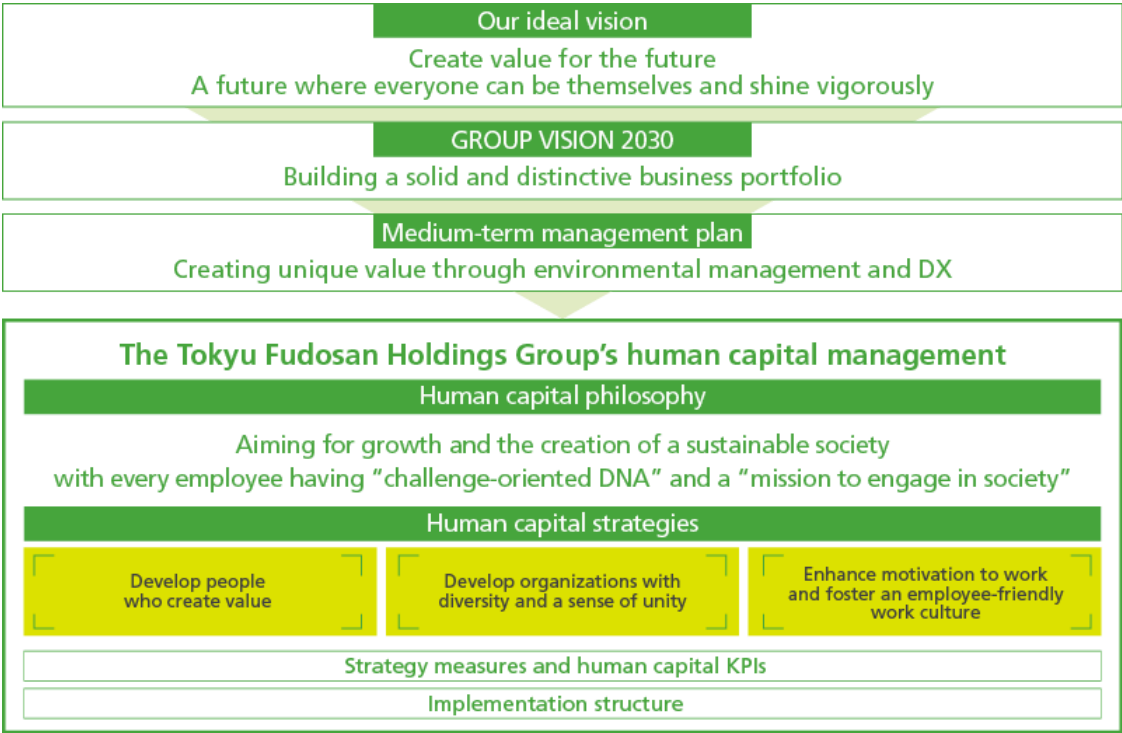 Our ideal vision
Create value for the future
A future where everyone can be themselves and shine vigorously
GROUP VISION 2030
Building a solid and distinctive business portfolio
Medium-term management plan
Creating unique value through environmental management and DX
The Tokyu Fudosan Holdings Group’s human capital management
Human capital philosophy
Aiming for growth and the creation of a sustainable society
with every employee having “challenge-oriented DNA” and a “mission to engage in society”
Human capital strategies
Develop people
who create value
Develop organizations with
diversity and a sense of unity
Enhance motivation to work
and foster an employee-friendly
work culture
Strategy measures and human capital KPIs
Implementation structure